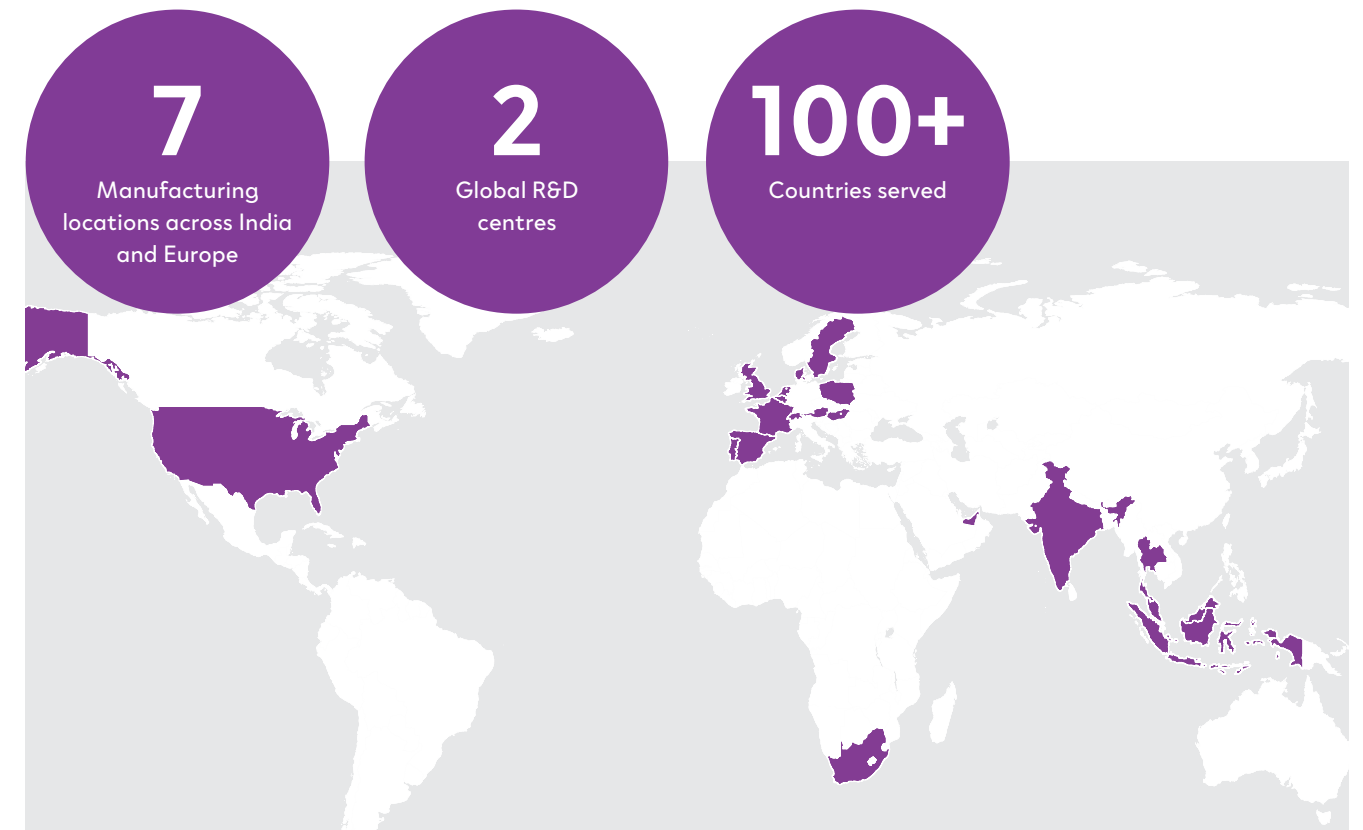 7
Manufacturing
locations across India
and Europe
2
Global R&D
centres
100+
Countries served